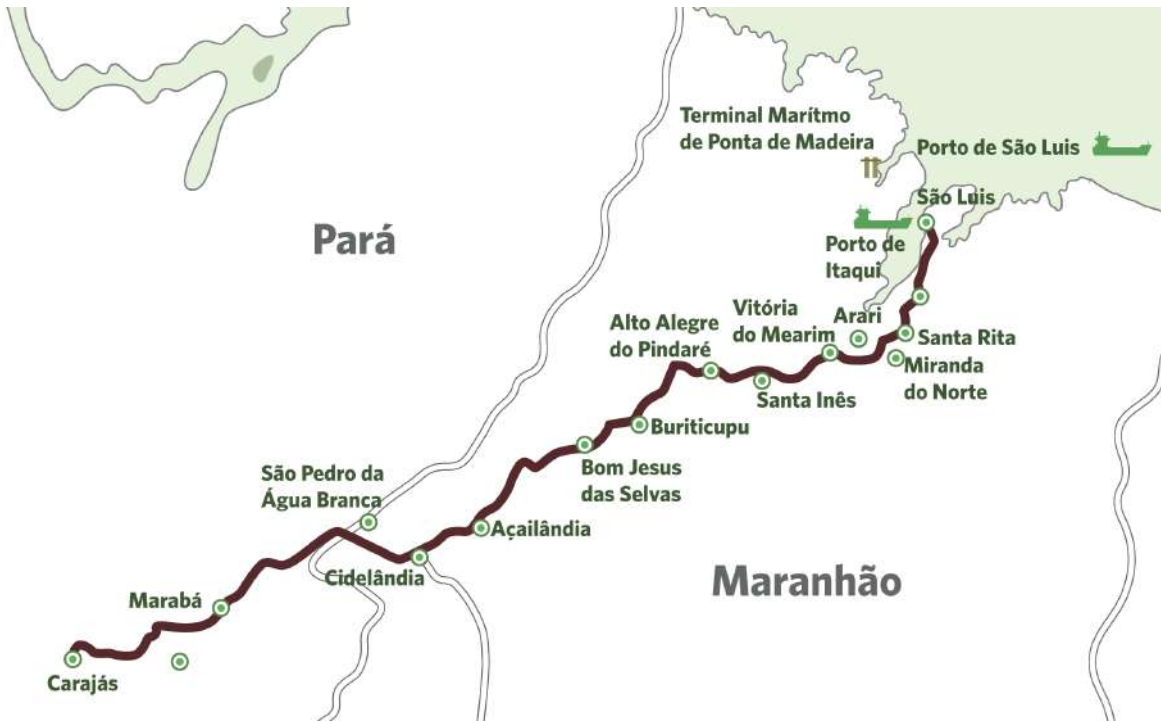 Terminal Marítmo
de Ponta de Madeira
Porto de São Luis
São Luis
Pará
Porto de
Itaqui
Vitória
do Mearim
Arari
Alto Alegre
do Pindaré
Santa Rita
Miranda
do Norte
Santa Inês
Buriticupu
Bom Jesus
das Selvas
São Pedro da
Água Branca
Açailândia
Cidelândia
Maranhão
Marabá
Carajás